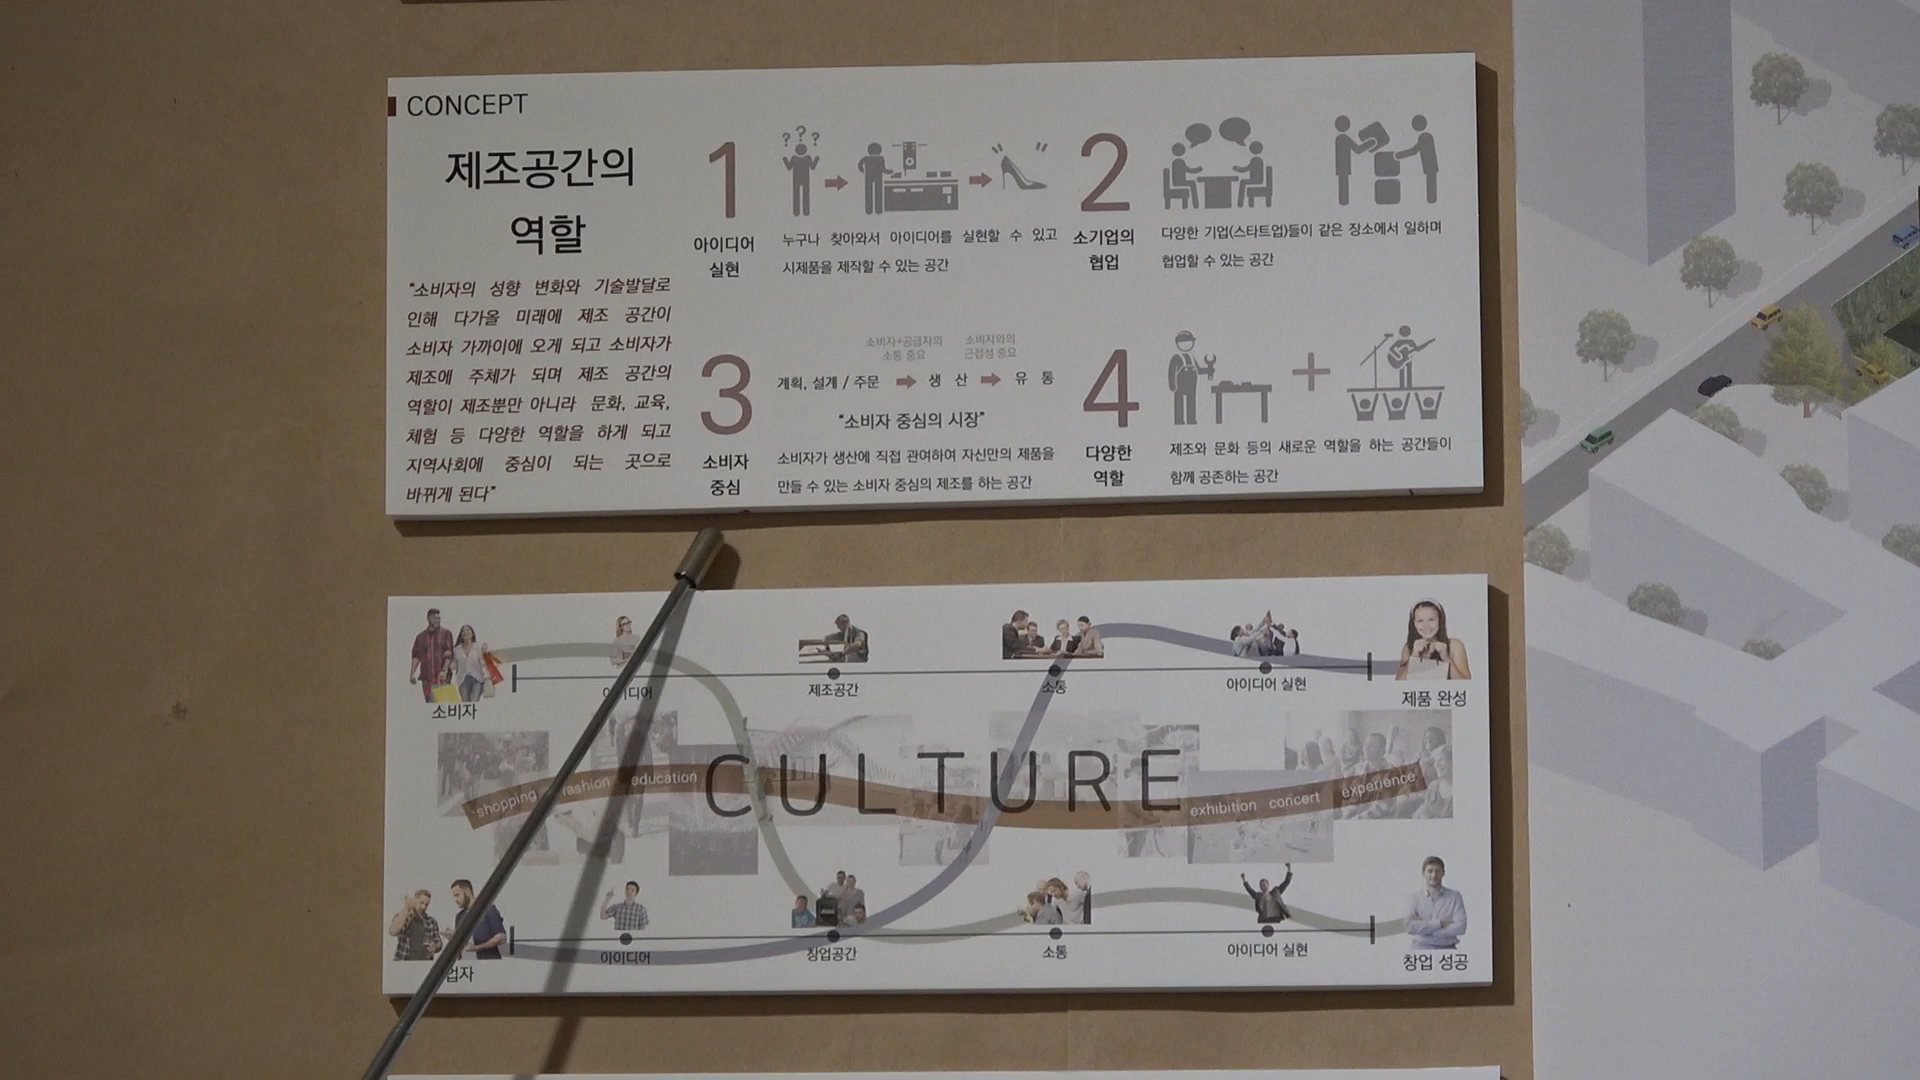 CONCEPT
제조공간의
역할
"소비자의 성향 변화와 기술발달로
인해 다가올 미래에 제조 공간이
소비자 가까이에 오게 되고 소비자가
제조에 주체가 되며 제조 공간의
역할이 제조뿐만 아니라 문화, 교육,
체험 등 다양한 역할을 하게 되고
지역사회에 중심이 되는 곳으로
바뀌게 된다"
1
아이디어
실현
? ? ?
누구나 찾아와서 아이디어를 실현할 수 있고
시제품을 제작할 수 있는 공간
2
소기업의
협업
다양한 기업(스타트업)들이 같은 장소에서 일하며
협업할 수 있는 공간
3
소비자
중심
소비자+공급자의
소통 중요
소비자와의
근접성 중요
계획, 설계 / 주문 생 산 유 통
"소비자 중심의 시장"
소비자가 생산에 직접 관여하여 자신만의 제품을
만들 수 있는 소비자 중심의 제조를 하는 공간
4
다양한
역할
+
제조와 문화 등의 새로운 역할을 하는 공간들이
함께 공존하는 공간
소비자
제조공간
소통
아이디어 실현
제품 완성
shopping fashion education
CULTURE
exhibition concert experience
업자
아이디어
창업공간
소통
아이디어 실현
창업 성공